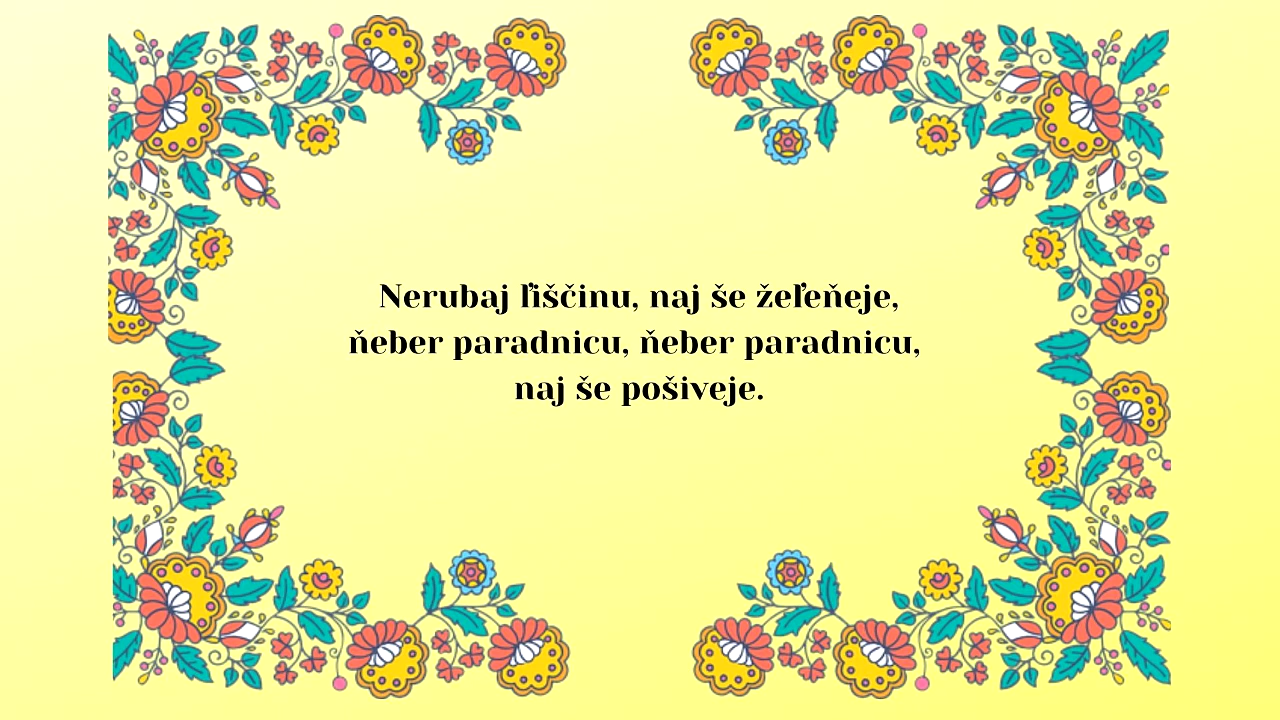 Nerubaj ľiščinu, naj še žeľeňeje,
ňeber paradnicu, ňeber paradnicu,
naj še pošiveje.